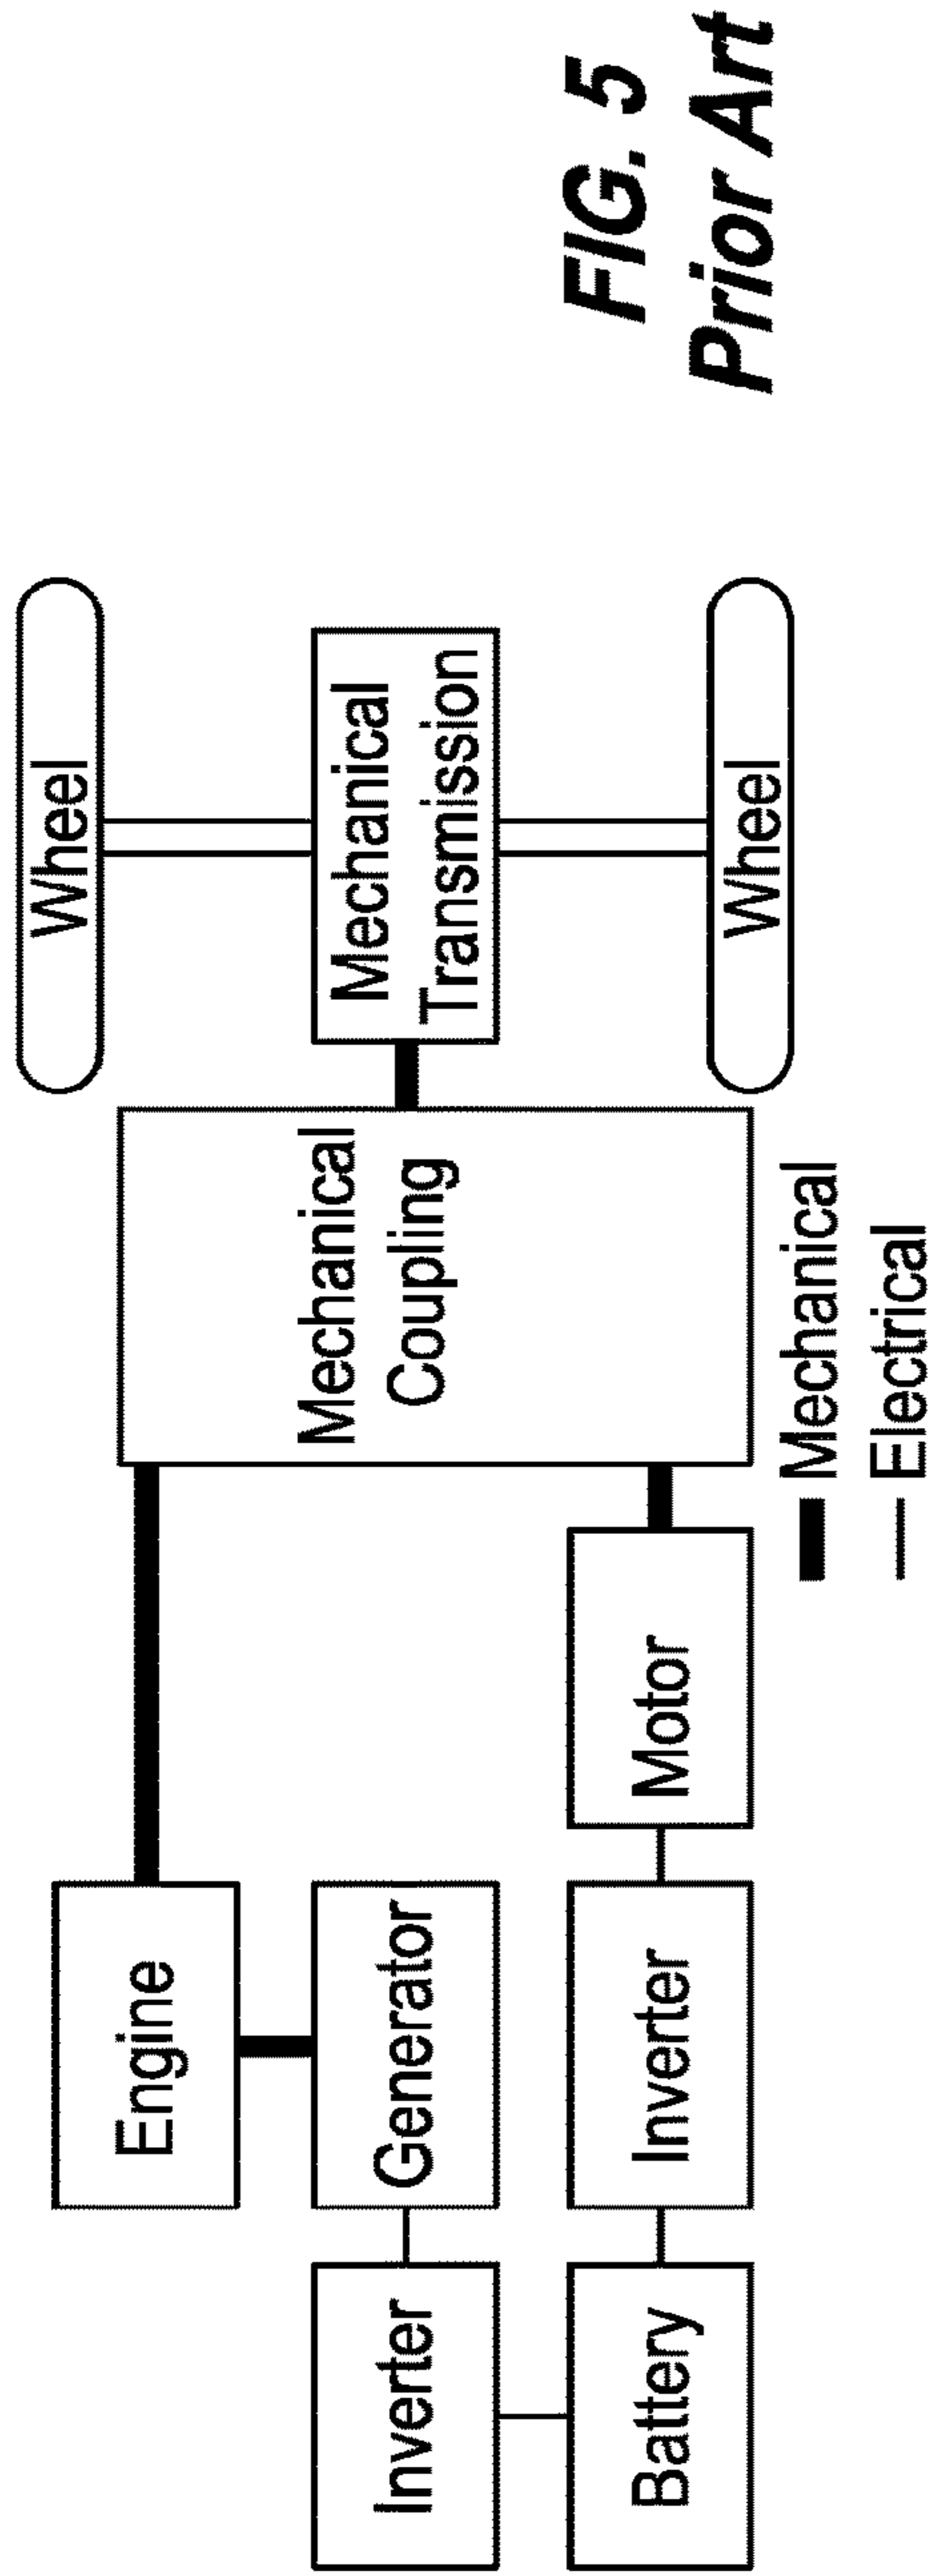 Wheel
Engine
Mechanical
Coupling
Mechanical
Transmission
Inverter
Generator
Battery
Inverter
Motor
Wheel
Mechanical
Electrical
FIG. 5
Prior Art